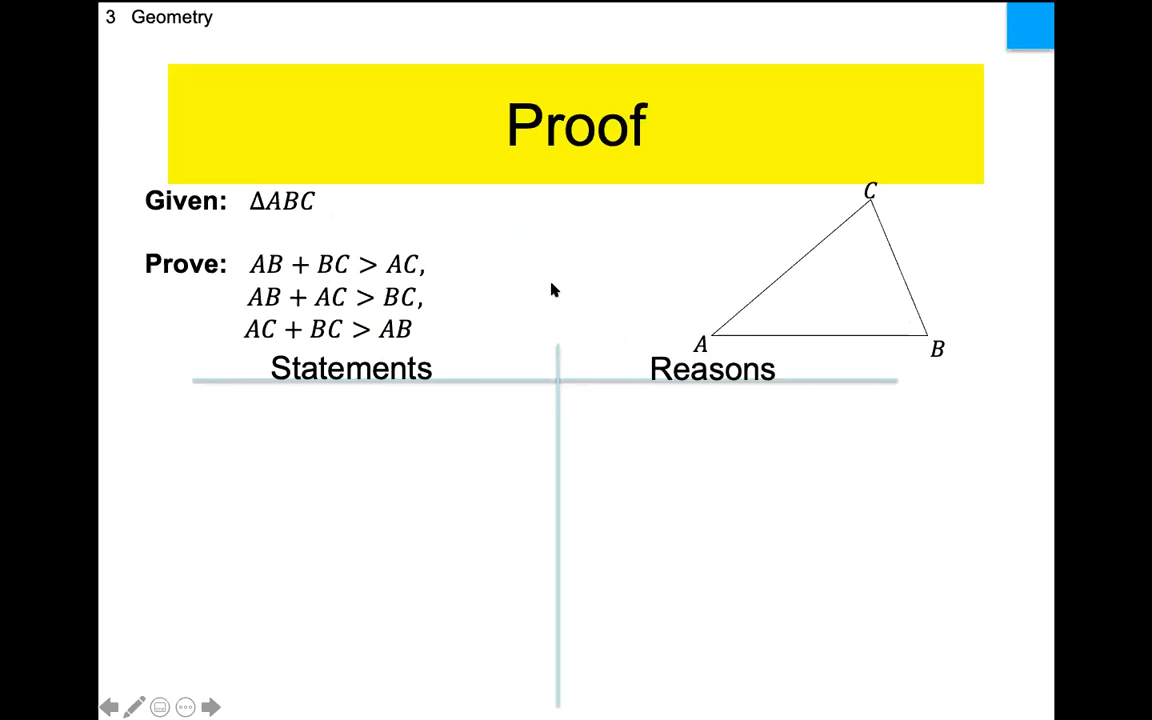 3 Geometry
Proof
Given: ΔABC
Prove: AB + BC > AC,
AB + AC > BC,
AC + BC > AB
C
A
B
Statements
Reasons